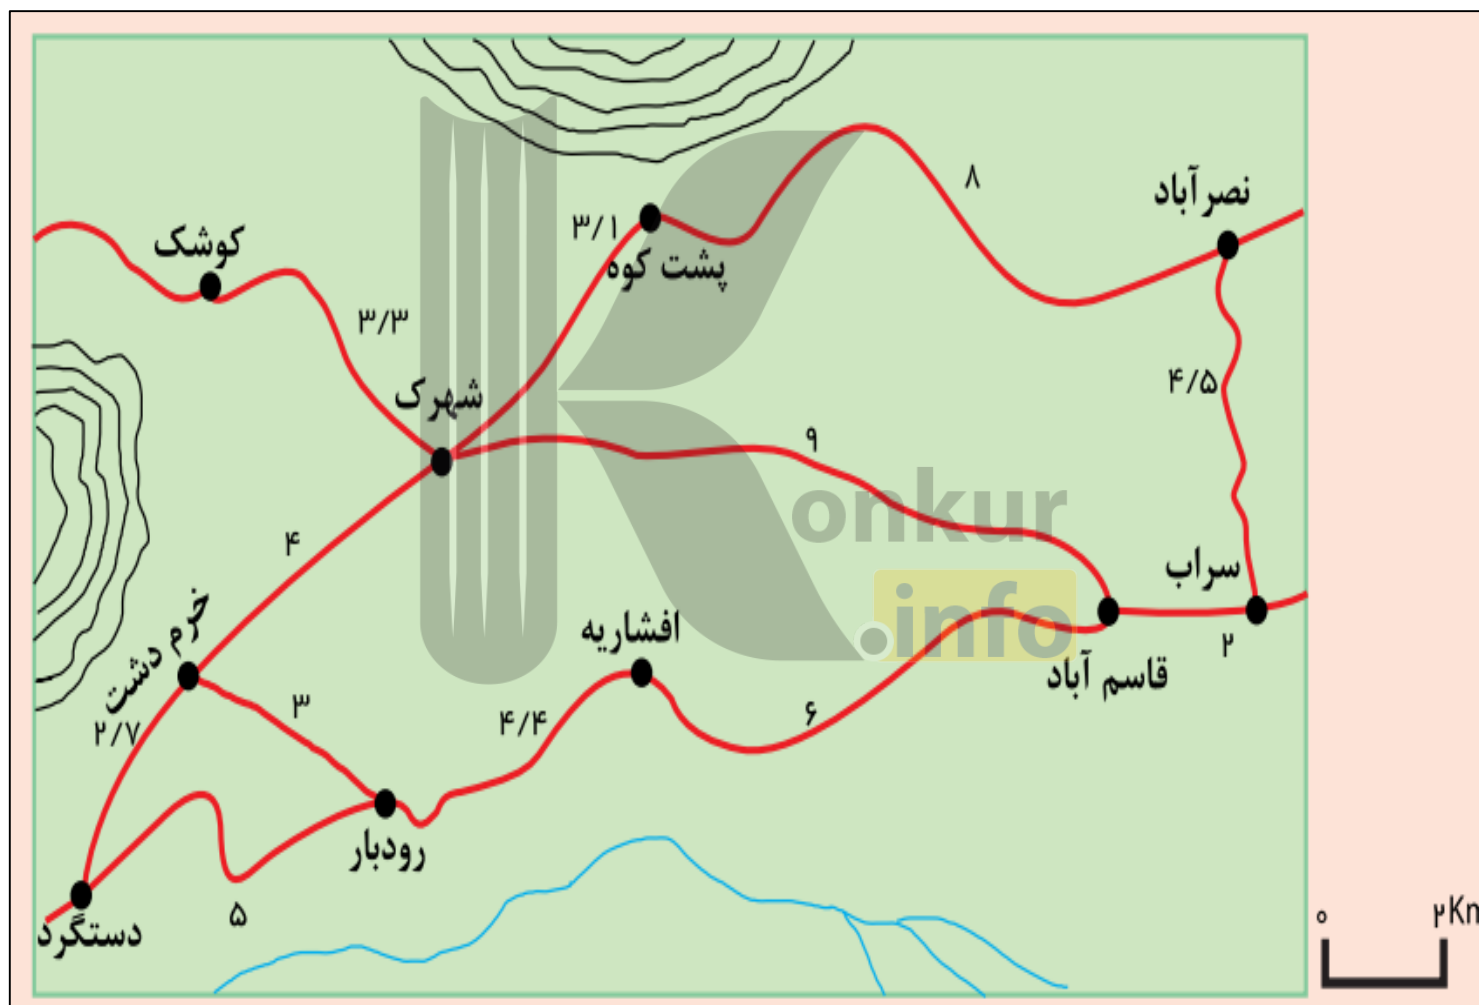 نصرآباد
۸
۳/۱
پشت کوه
کوشک
۳/۳
شهرک
۴/۵
۹
۴
سراب
۲
قاسم آباد
خرم دشت
افشاریه
۲/۷
۳
۴/۴
۶
رودبار
۵
دستگرد
۰ ۲Km
Konkur
.info